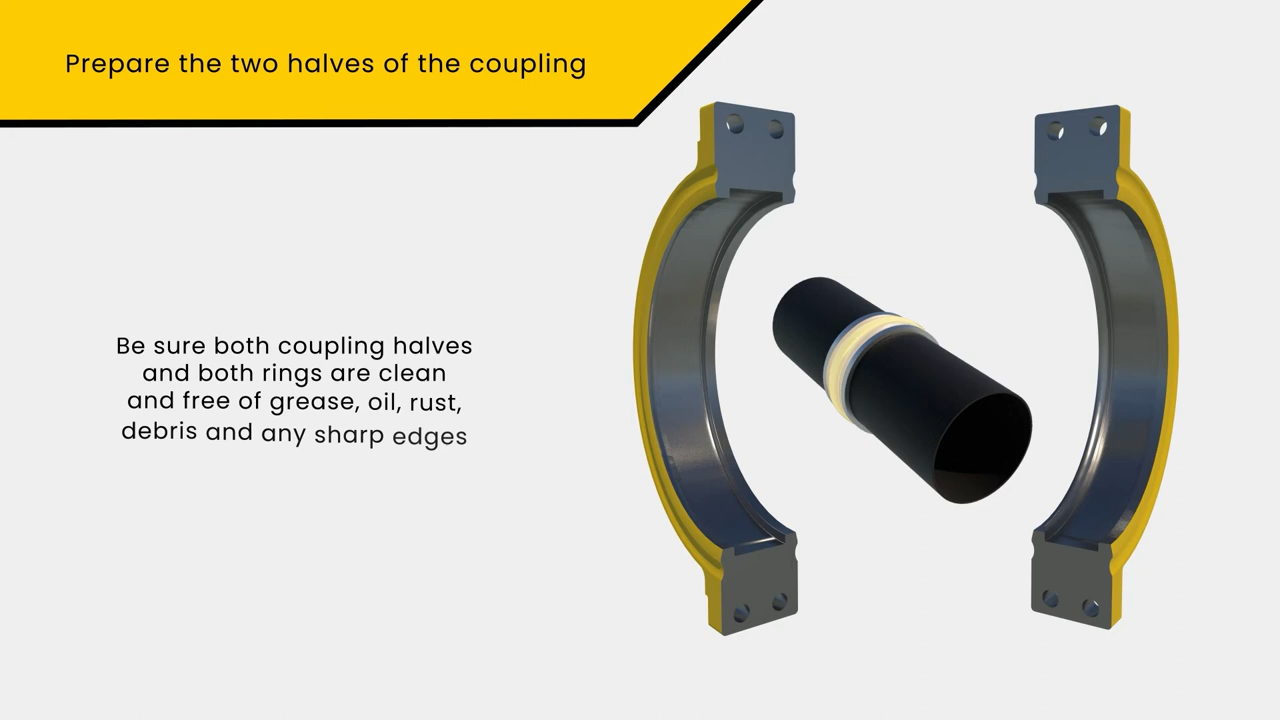 Prepare the two halves of the coupling
Be sure both coupling halves
and both rings are clean
and free of grease, oil, rust,
debris and any sharp edges